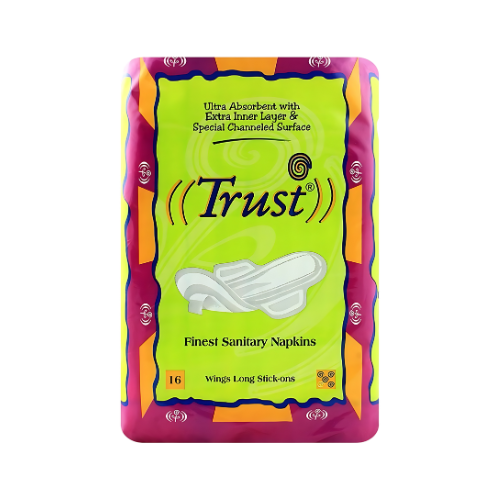 Ultra Absorbent with
Extra Inner Layer &
Special Channeled Surface
((Trust®))
Finest Sanitary Napkins
16
Wings Long Stick-ons